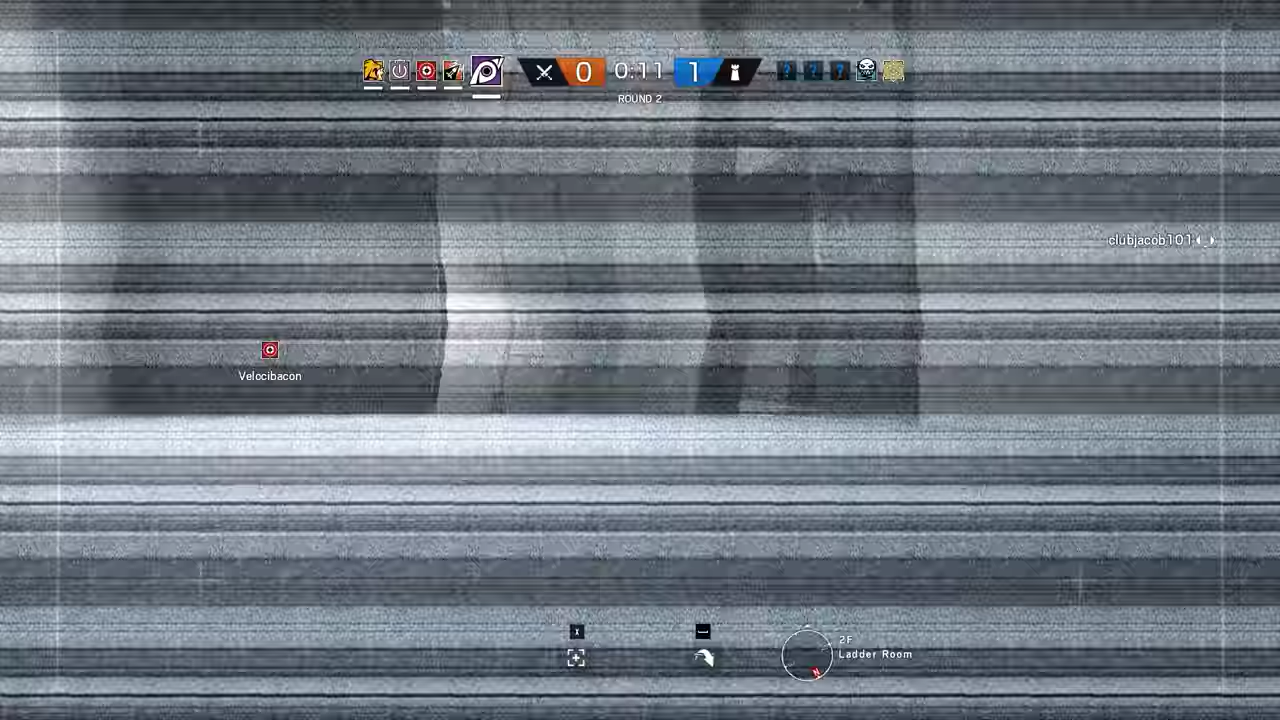 0 0:11 1
ROUND 2
? ? ?
clubjacob101
Velocibacon
X
2F
Ladder Room
N